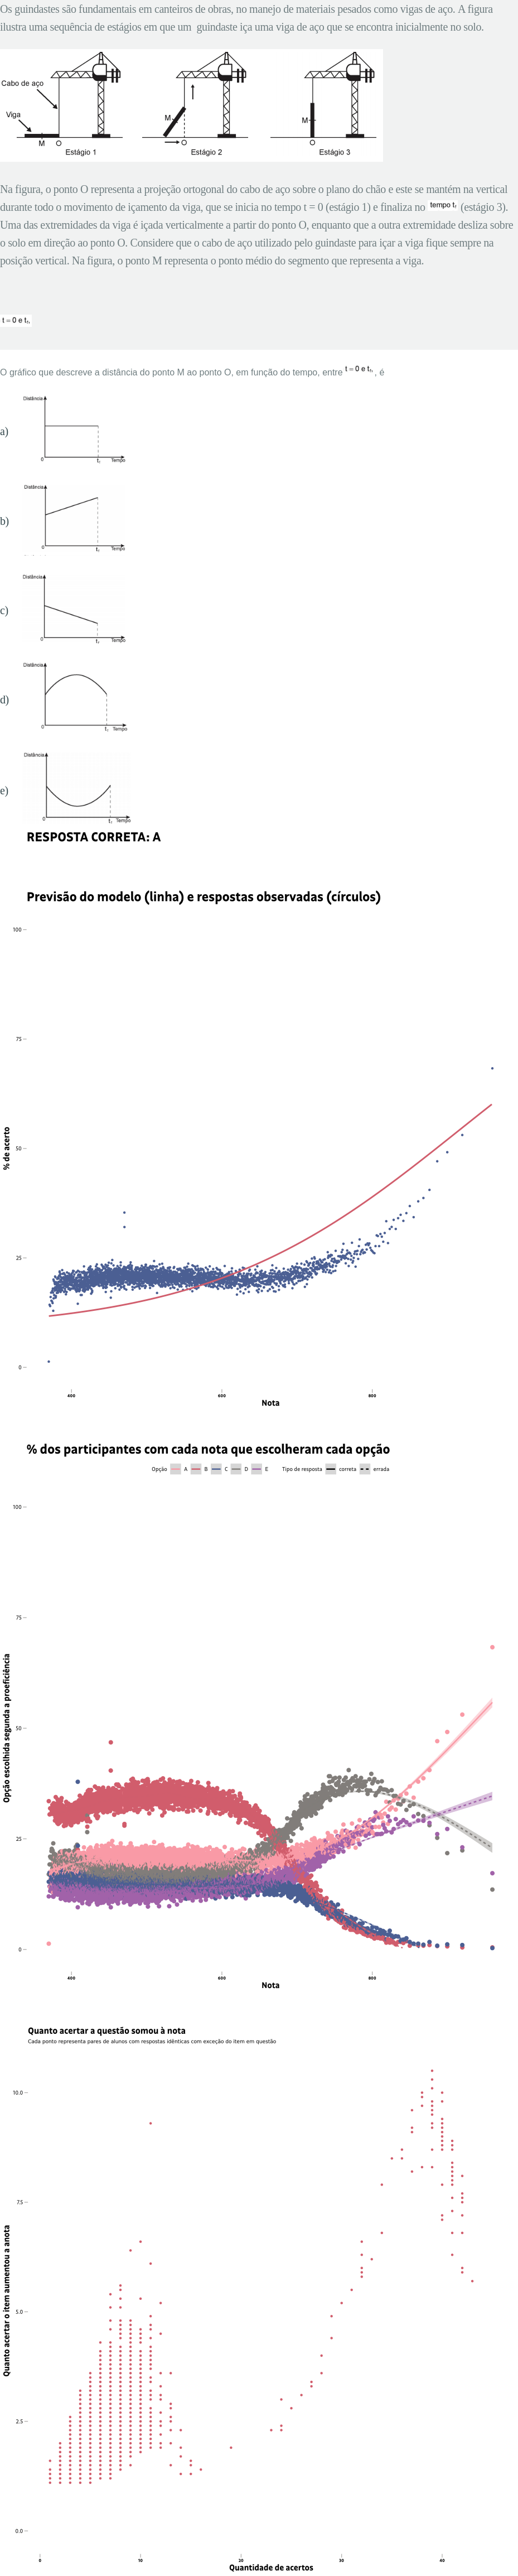 Os guindastes são fundamentais em canteiros de obras, no manejo de materiais pesados como vigas de aço. A figura
ilustra uma sequência de estágios em que um guindaste iça uma viga de aço que se encontra inicialmente no solo.
Cabo de aço
Viga
M O
Estágio 1
M
O
Estágio 2
M
O
Estágio 3
Na figura, o ponto O representa a projeção ortogonal do cabo de aço sobre o plano do chão e este se mantém na vertical
durante todo o movimento de içamento da viga, que se inicia no tempo t = 0 (estágio 1) e finaliza no tempo tf, (estágio 3).
Uma das extremidades da viga é içada verticalmente a partir do ponto O, enquanto que a outra extremidade desliza sobre
o solo em direção ao ponto O. Considere que o cabo de aço utilizado pelo guindaste para içar a viga fique sempre na
posição vertical. Na figura, o ponto M representa o ponto médio do segmento que representa a viga.
t = 0 e tf,
O gráfico que descreve a distância do ponto M ao ponto O, em função do tempo, entre t = 0 e tf, , é
a)
Distância
0 tf Tempo
b)
Distância
0 tf Tempo
c)
Distância
0 tf Tempo
d)
Distância
0 tf Tempo
e)
Distância
0 tf Tempo
RESPOSTA CORRETA: A
Previsão do modelo (linha) e respostas observadas (círculos)
100
75
50
25
0
% de acerto
400 600 800
Nota
% dos participantes com cada nota que escolheram cada opção
Opção A B C D E Tipo de resposta correta errada
100
75
50
25
0
Opção escolhida segundo a proeficiência
400 600 800
Nota
Quanto acertar a questão somou à nota
Cada ponto representa pares de alunos com respostas idênticas com exceção do item em questão
10.0
7.5
5.0
2.5
0.0
Quanto acertar o item aumentou a anota
0 10 20 30 40
Quantidade de acertos